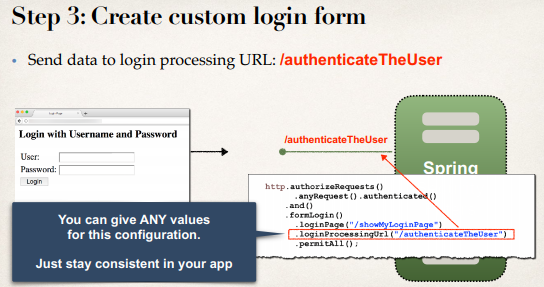 Step 3: Create custom login form
• Send data to login processing URL: /authenticateTheUser
Login with Username and Password
User:
Password:
Login
/authenticateTheUser
Spring
http.authorizeRequests()
.anyRequest().authenticated()
.and()
.formLogin()
.loginPage("/showMyLoginPage")
.loginProcessingUrl("/authenticateTheUser")
.permitAll();
You can give ANY values
for this configuration.
Just stay consistent in your app